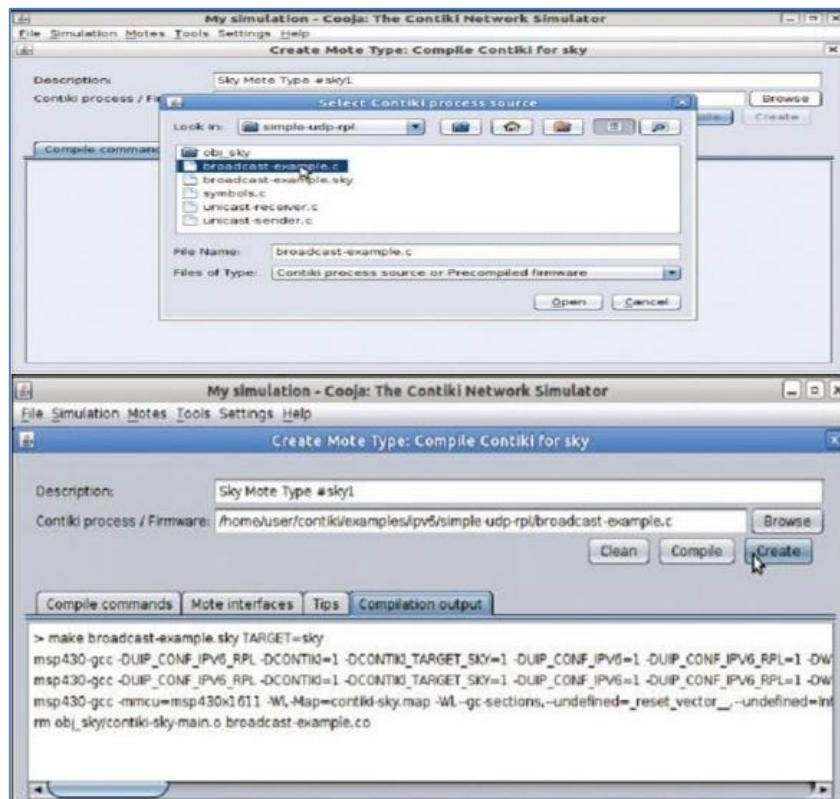 My simulation - Cooja: The Contiki Network Simulator
File Simulation Motes Tools Settings Help
Create Mote Type: Compile Contiki for sky
Description: Sky Mote Type #sky1
Contiki process / Fi Browse
Select Contiki process source
Create
Look in: simple-udp-rpl
Compile comman
obj_sky
broadcast-example.c
broadcast-example.sky
symbols.c
unicast-receiver.c
unicast-sender.c
File Name: broadcast-example.c
Files of Type: Contiki process source or Precompiled firmware
Open Cancel
My simulation - Cooja: The Contiki Network Simulator
File Simulation Motes Tools Settings Help
Create Mote Type: Compile Contiki for sky
Description: Sky Mote Type #sky1
Contiki process / Firmware: /home/user/contiki/examples/ipv6/simple-udp-rpl/broadcast-example.c Browse
Clean Compile Create
Compile commands Mote interfaces Tips Compilation output
> make broadcast-example.sky TARGET=sky
msp430-gcc -DUIP_CONF_IPV6_RPL -DCONTIKI=1 -DCONTIKI_TARGET_SKY=1 -DUIP_CONF_IPV6=1 -DUIP_CONF_IPV6_RPL=1 -DW
msp430-gcc -DUIP_CONF_IPV6_RPL -DCONTIKI=1 -DCONTIKI_TARGET_SKY=1 -DUIP_CONF_IPV6=1 -DUIP_CONF_IPV6_RPL=1 -DW
msp430-gcc -mmcu=msp430x1611 -Wl,-Map=contiki-sky.map -Wl,--gc-sections,--undefined=_reset_vector__,--undefined=Int
rm obj_sky/contiki-sky-main.o broadcast-example.co